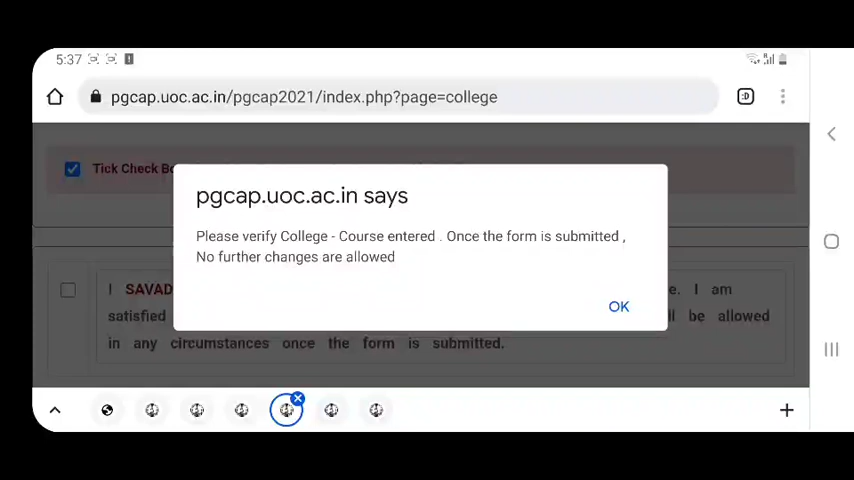 5:37
pgcap.uoc.ac.in/pgcap2021/index.php?page=college
:D
Tick Check
pgcap.uoc.ac.in says
Please verify College - Course entered . Once the form is submitted ,
No further changes are allowed
OK
I SAVAD e. I am
satisfied be allowed
in any circumstances once the form is submitted.